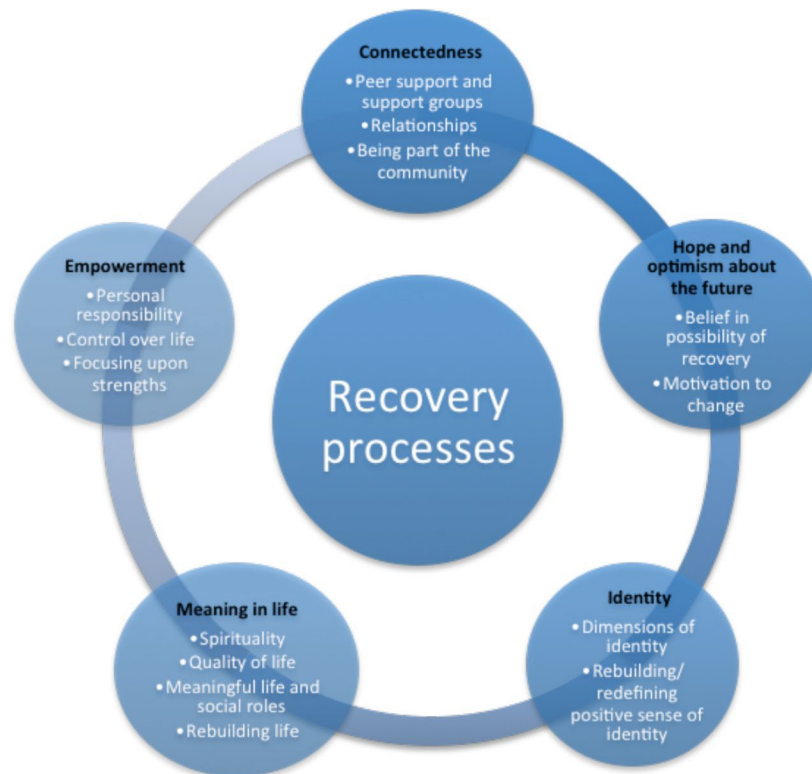 Connectedness
•Peer support and
support groups
•Relationships
•Being part of the
community
Hope and
optimism about
the future
•Belief in
possibility of
recovery
•Motivation to
change
Identity
•Dimensions of
identity
•Rebuilding/
redefining
positive sense of
identity
Meaning in life
•Spirituality
•Quality of life
•Meaningful life and
social roles
•Rebuilding life
Empowerment
•Personal
responsibility
•Control over life
•Focusing upon
strengths
Recovery
processes